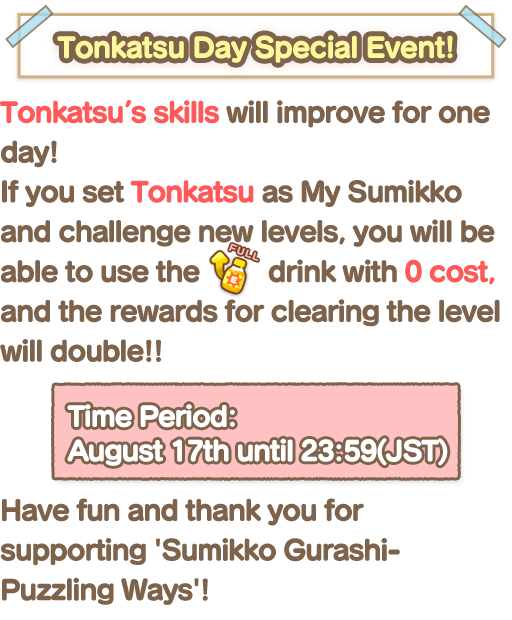 Tonkatsu Day Special Event!
Tonkatsu's skills will improve for one
day!
If you set Tonkatsu as My Sumikko
and challenge new levels, you will be
FULL
able to use the drink with 0 cost,
and the rewards for clearing the level
will double!!
Time Period:
August 17th until 23:59(JST)
Have fun and thank you for
supporting 'Sumikko Gurashi-
Puzzling Ways'!